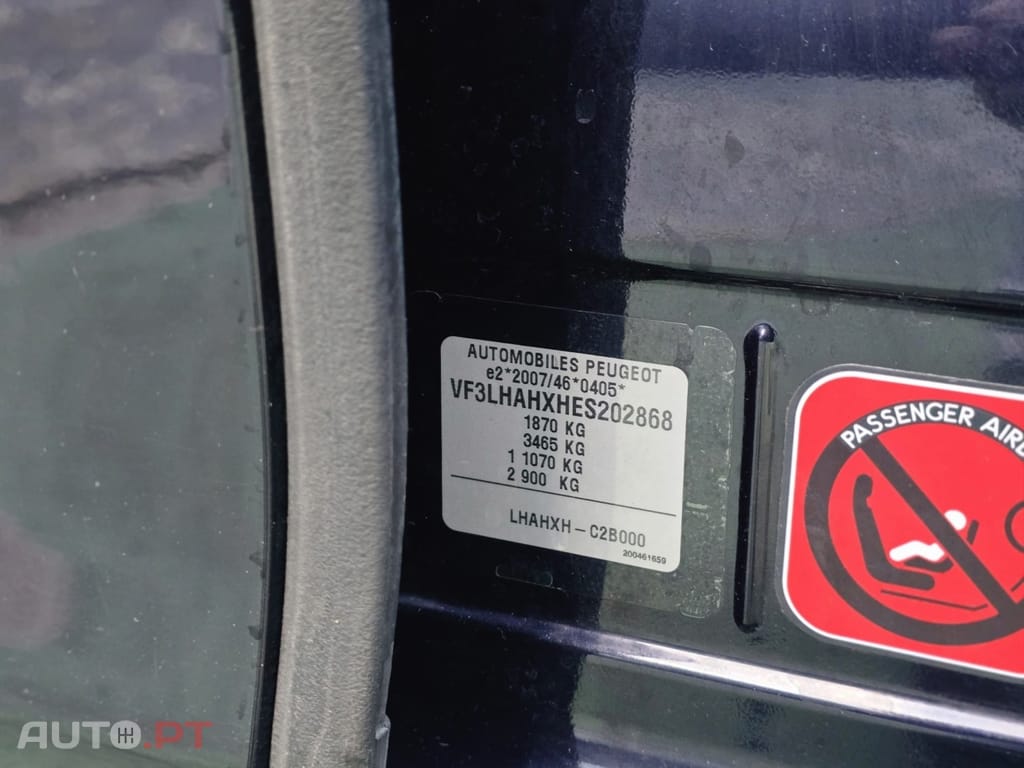 AUTOMOBILES PEUGEOT
e2*2007/46*0405*
VF3LHAHXHES202868
1870 KG
3465 KG
1 1070 KG
2 900 KG
LHAHXH – C2B000
200461659
PASSENGER
AUTO.PT